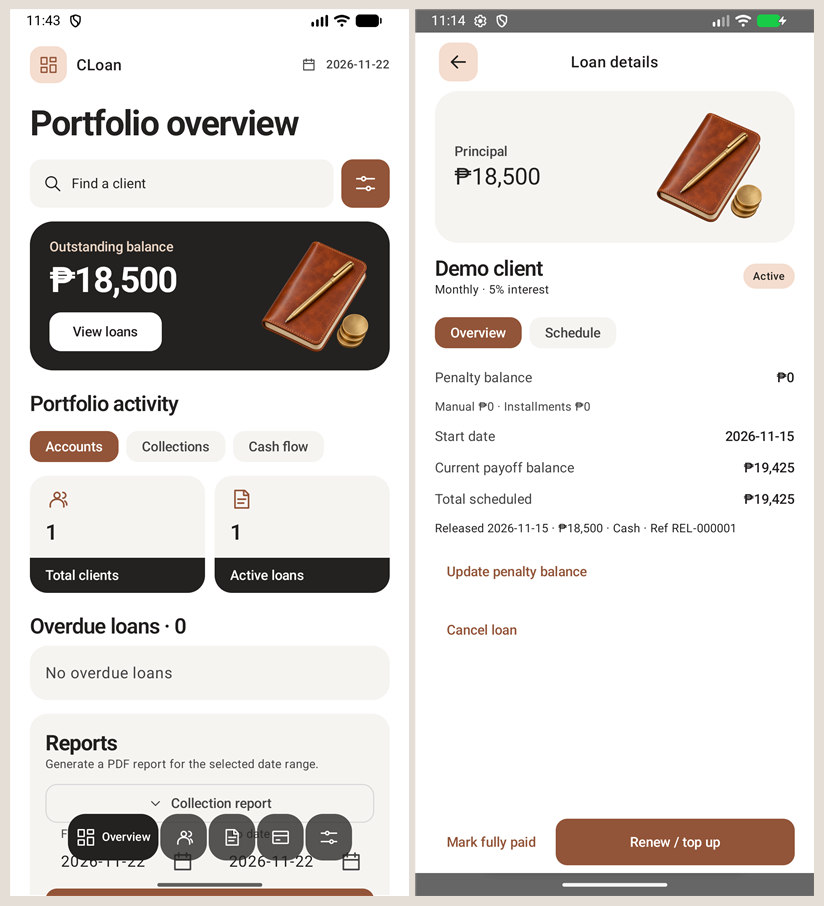 11:43
CLoan
2026-11-22
Portfolio overview
Find a client
Outstanding balance
₱18,500
View loans
Portfolio activity
Accounts
Collections
Cash flow
1
Total clients
1
Active loans
Overdue loans · 0
No overdue loans
Reports
Generate a PDF report for the selected date range.
Collection report
date
Overview
2026-11-22
2026-11-22
11:14
Loan details
Principal
₱18,500
Demo client
Monthly · 5% interest
Active
Overview
Schedule
Penalty balance
₱0
Manual ₱0 · Installments ₱0
Start date
2026-11-15
Current payoff balance
₱19,425
Total scheduled
₱19,425
Released 2026-11-15 · ₱18,500 · Cash · Ref REL-000001
Update penalty balance
Cancel loan
Mark fully paid
Renew / top up